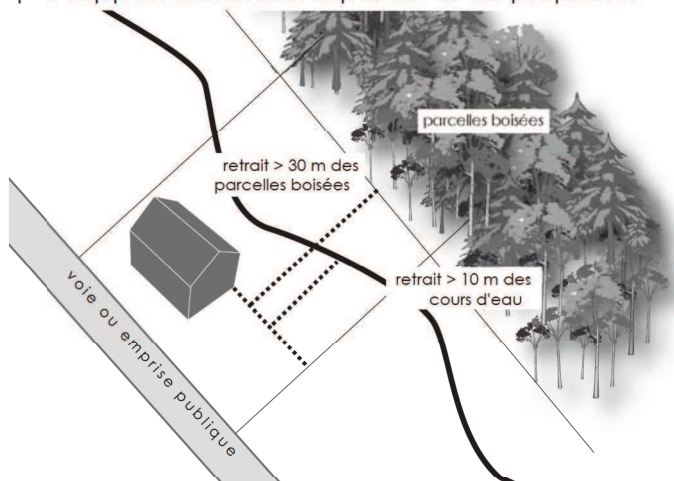 parcelles boisées
retrait > 30 m des
parcelles boisées
retrait > 10 m des
cours d'eau
voie ou emprise publique